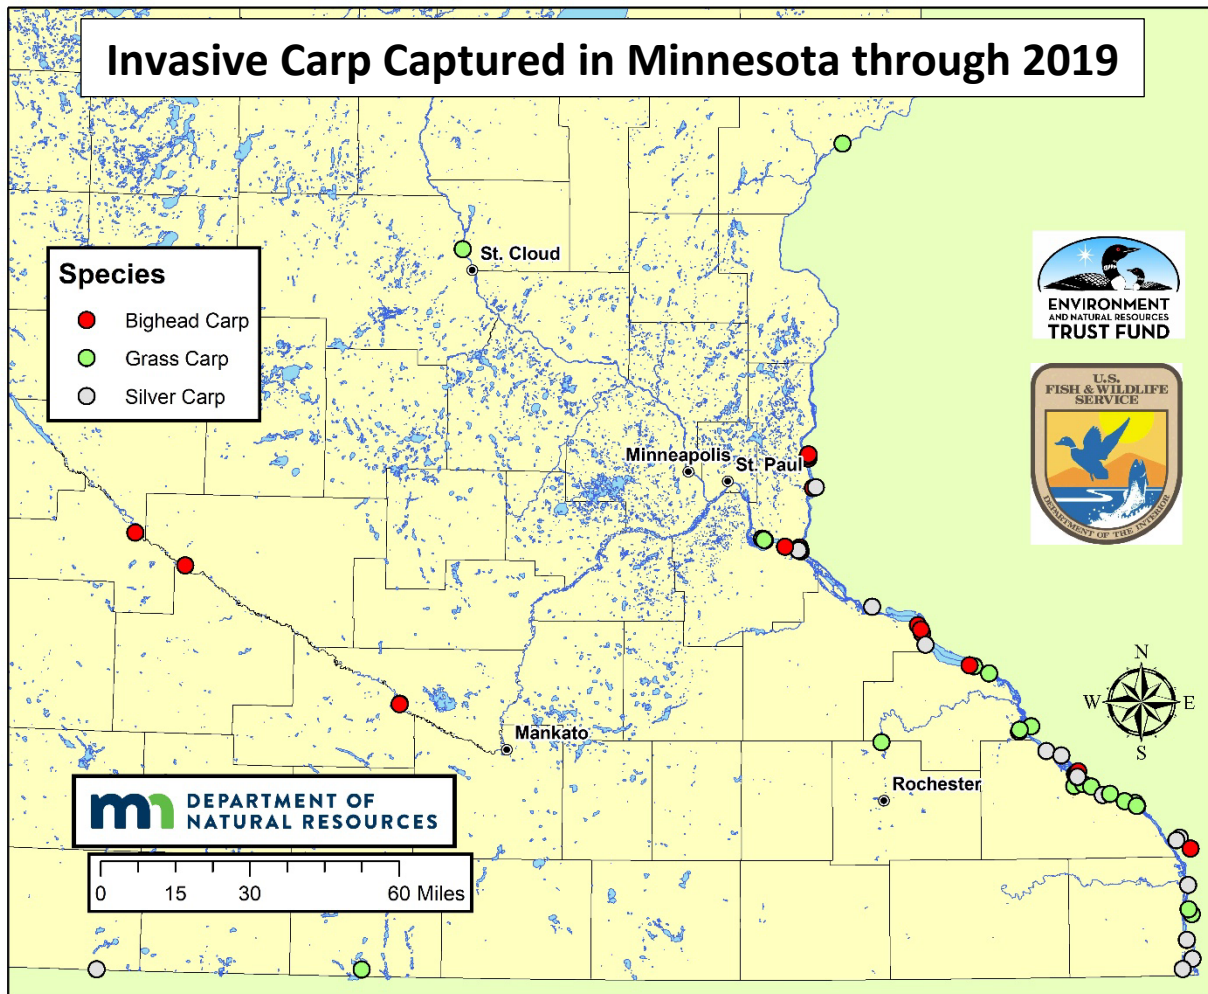 Invasive Carp Captured in Minnesota through 2019
St. Cloud
Species
Bighead Carp
Grass Carp
Silver Carp
ENVIRONMENT
AND NATURAL RESOURCES
TRUST FUND
U.S.
FISH & WILDLIFE
SERVICE
DEPARTMENT OF THE INTERIOR
Minneapolis
St. Paul
N
W E
S
Mankato
Rochester
mn DEPARTMENT OF
NATURAL RESOURCES
0 15 30 60 Miles